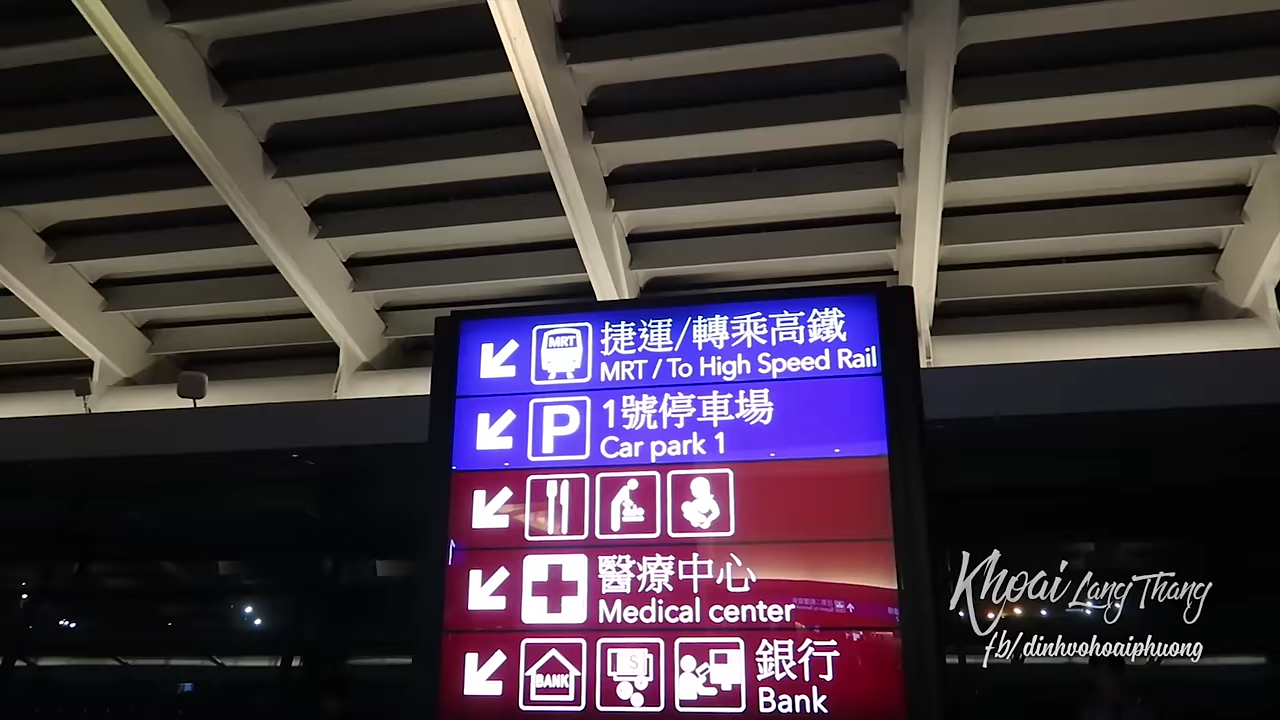 MRT
捷運/轉乘高鐵
MRT / To High Speed Rail
P
1號停車場
Car park 1
醫療中心
Medical center
BANK
$
銀行
Bank
Khoai Lang Thang
fb/dinhvohoaiphuong